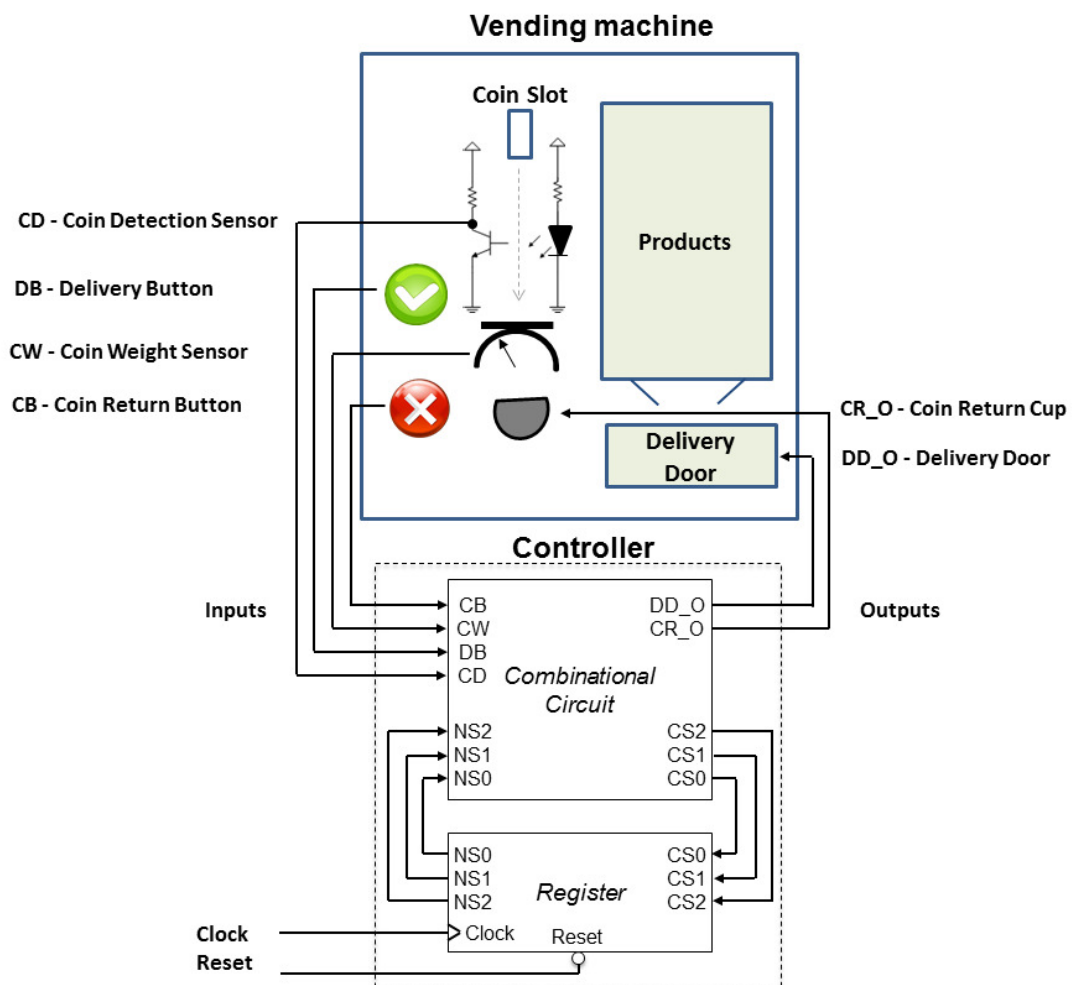 Vending machine
Coin Slot
CD - Coin Detection Sensor
Products
DB - Delivery Button
CW - Coin Weight Sensor
CB - Coin Return Button
CR_O - Coin Return Cup
Delivery
Door
DD_O - Delivery Door
Controller
Inputs
CB
CW
DB
CD
DD_O
CR_O
Outputs
Combinational
Circuit
NS2
NS1
NS0
CS2
CS1
CS0
NS0
NS1
NS2
Register
CS0
CS1
CS2
Clock
Clock
Reset
Reset